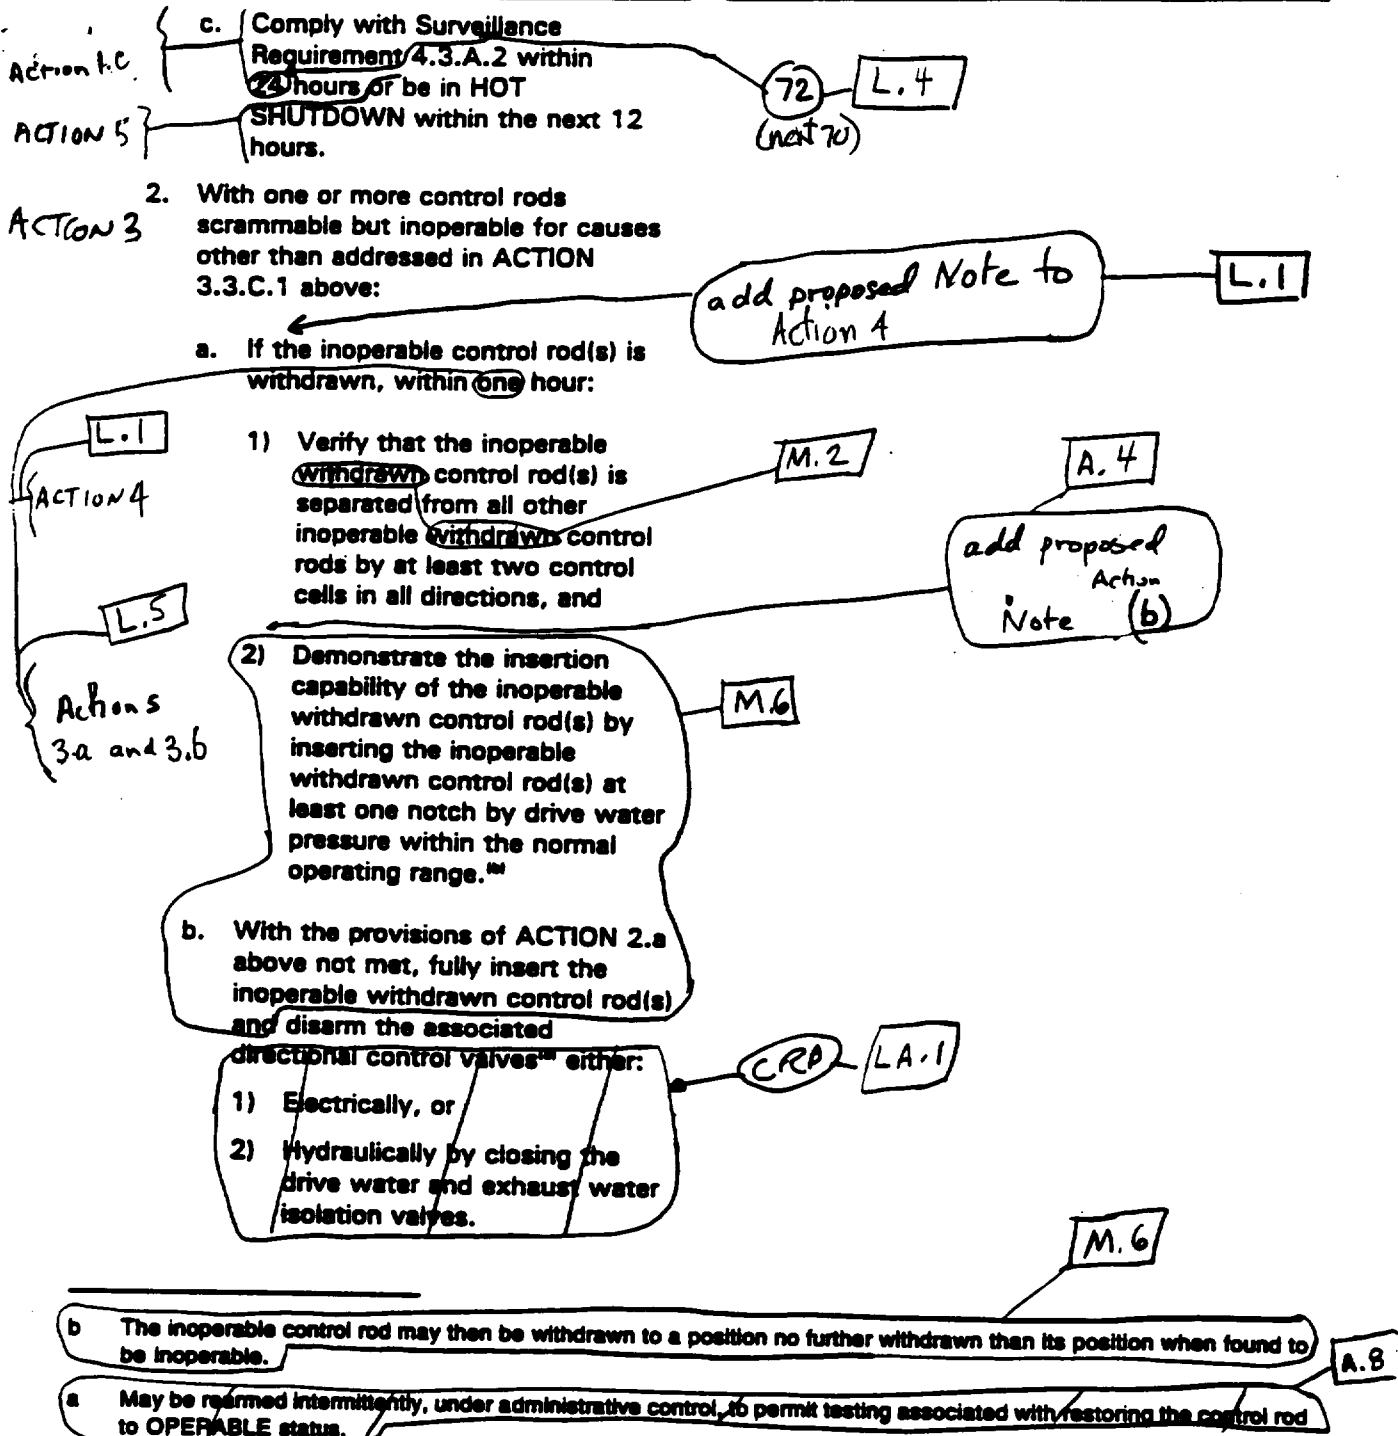 Action 1.C
c. Comply with Surveillance
Requirement 4.3.A.2 within
24 hours or be in HOT
SHUTDOWN within the next 12
hours.
72
L.4
ACTION 5
ACTION 3
2. With one or more control rods
scrammable but inoperable for causes
other than addressed in ACTION
3.3.C.1 above:
add proposed Note to
Action 4
L.1
a. If the inoperable control rod(s) is
withdrawn, within one hour:
L.1
ACTION 4
1) Verify that the inoperable
withdrawn control rod(s) is
separated from all other
inoperable withdrawn control
rods by at least two control
cells in all directions, and
M.2
A.4
add proposed
Action
Note (b)
L.5
Actions
3.a and 3.b
2) Demonstrate the insertion
capability of the inoperable
withdrawn control rod(s) by
inserting the inoperable
withdrawn control rod(s) at
least one notch by drive water
pressure within the normal
operating range.
M.6
b. With the provisions of ACTION 2.a
above not met, fully insert the
inoperable withdrawn control rod(s)
and disarm the associated
directional control valves either:
1) Electrically, or
2) Hydraulically by closing the
drive water and exhaust water
isolation valves.
LA.1
M.6
b The inoperable control rod may then be withdrawn to a position no further withdrawn than its position when found to
be inoperable.
A.8
a May be rearmed intermittently, under administrative control, to permit testing associated with restoring the control rod
to OPERABLE status.